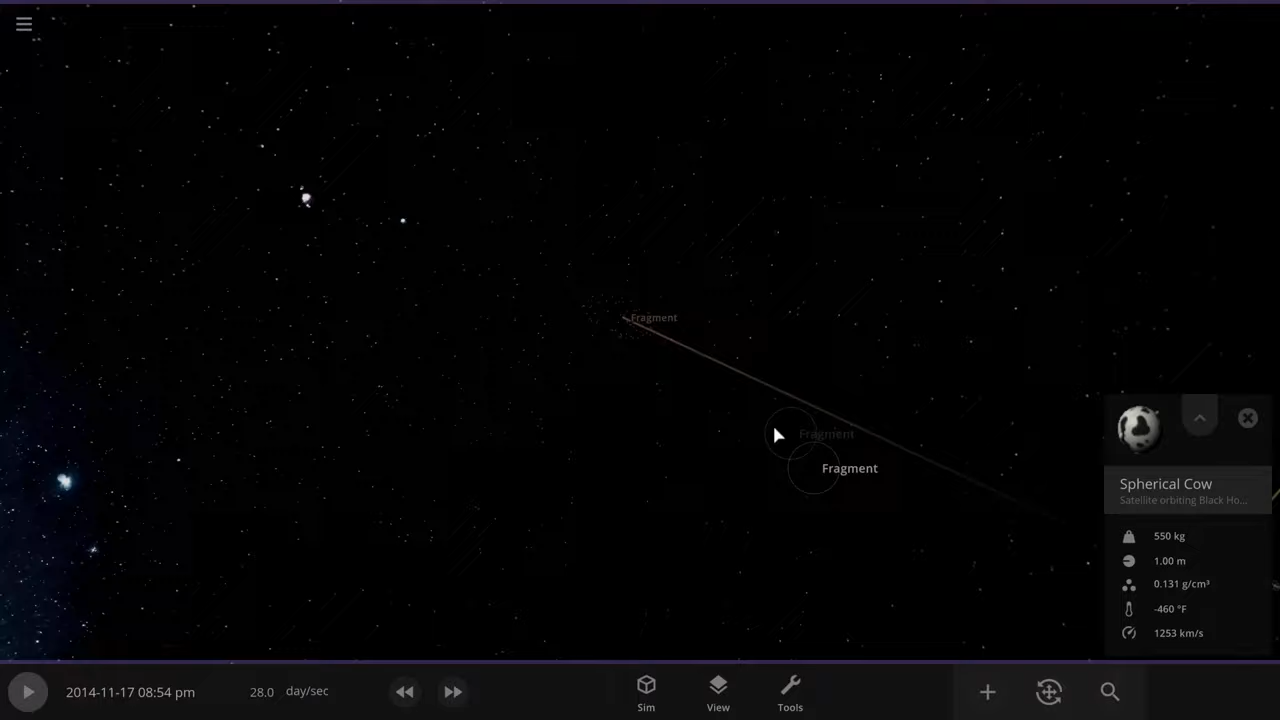 Fragment
Fragment
Fragment
Spherical Cow
Satellite orbiting Black Ho...
550 kg
1.00 m
0.131 g/cm³
-460 °F
1253 km/s
2014-11-17 08:54 pm
28.0 day/sec
Sim
View
Tools